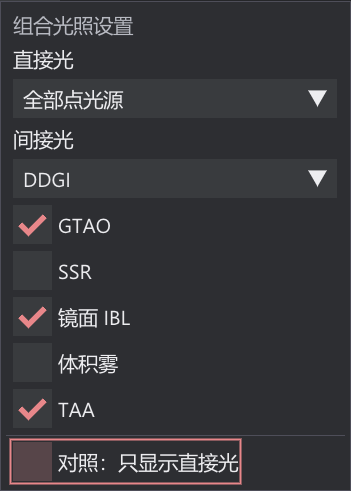 组合光照设置
直接光
全部点光源
间接光
DDGI
GTAO
SSR
镜面 IBL
体积雾
TAA
对照：只显示直接光